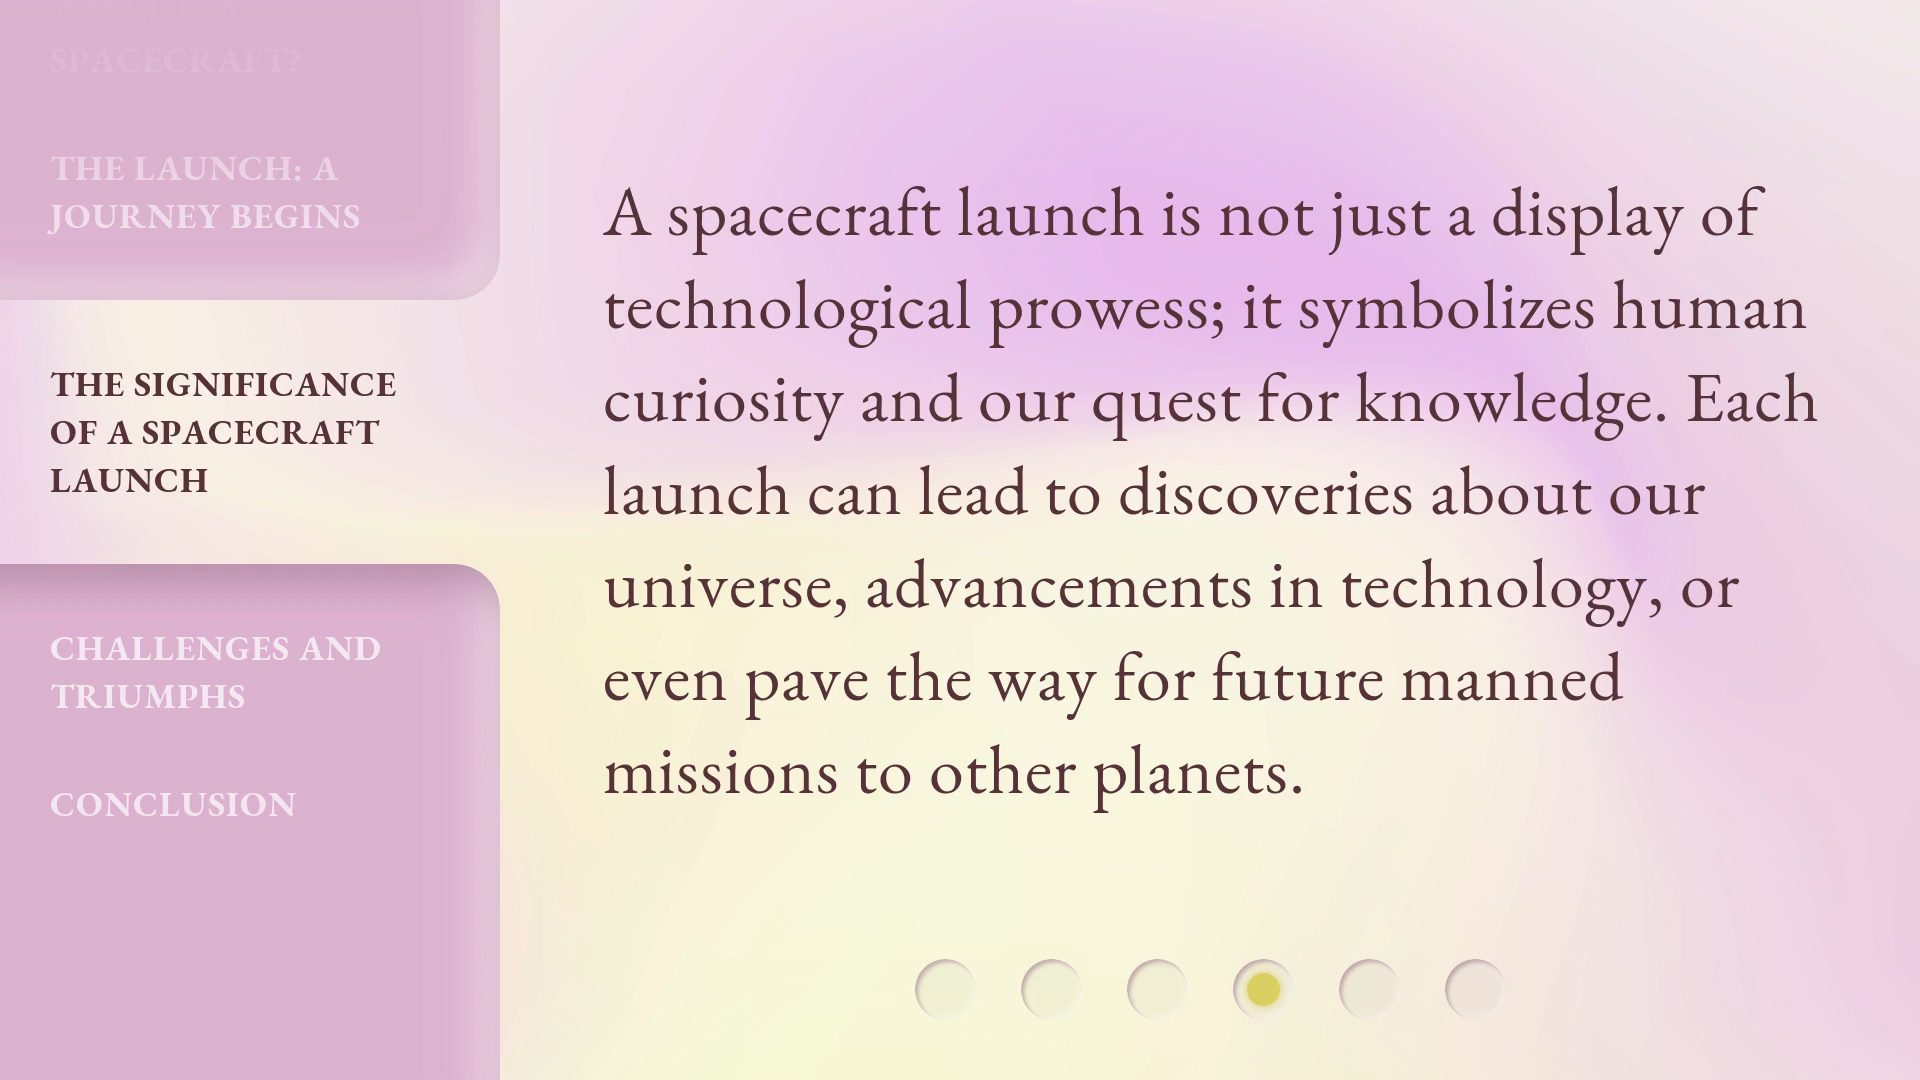 SPACECRAFT?
THE LAUNCH: A
JOURNEY BEGINS
THE SIGNIFICANCE
OF A SPACECRAFT
LAUNCH
CHALLENGES AND
TRIUMPHS
CONCLUSION
A spacecraft launch is not just a display of
technological prowess; it symbolizes human
curiosity and our quest for knowledge. Each
launch can lead to discoveries about our
universe, advancements in technology, or
even pave the way for future manned
missions to other planets.